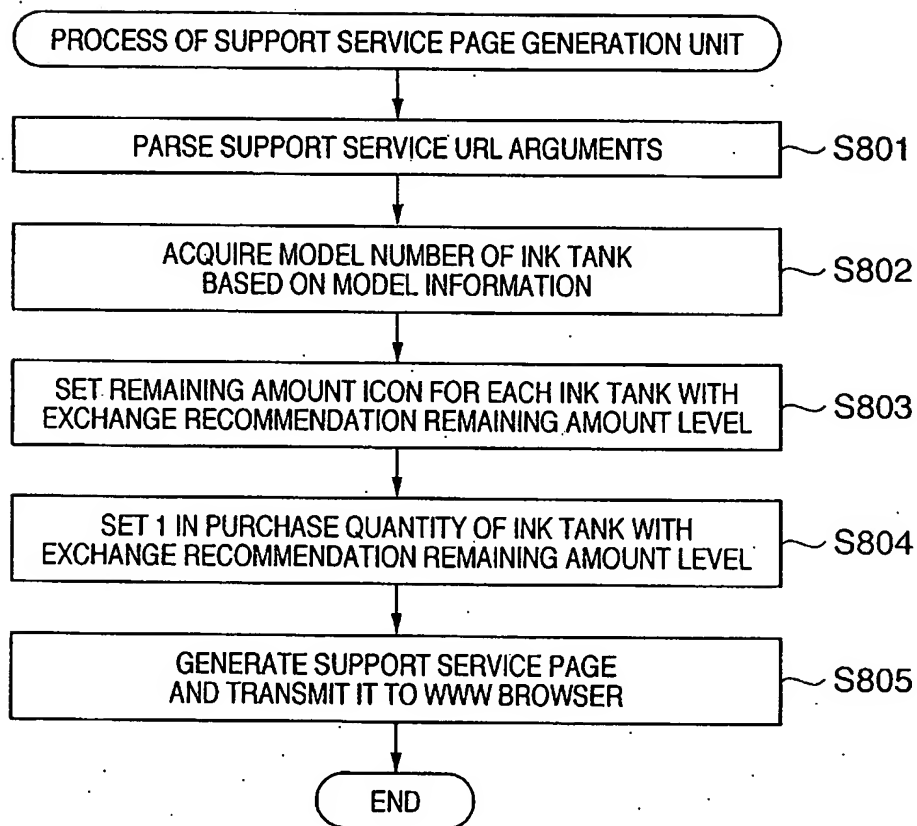 PROCESS OF SUPPORT SERVICE PAGE GENERATION UNIT
PARSE SUPPORT SERVICE URL ARGUMENTS
S801
ACQUIRE MODEL NUMBER OF INK TANK
BASED ON MODEL INFORMATION
S802
SET REMAINING AMOUNT ICON FOR EACH INK TANK WITH
EXCHANGE RECOMMENDATION REMAINING AMOUNT LEVEL
S803
SET 1 IN PURCHASE QUANTITY OF INK TANK WITH
EXCHANGE RECOMMENDATION REMAINING AMOUNT LEVEL
S804
GENERATE SUPPORT SERVICE PAGE
AND TRANSMIT IT TO WWW BROWSER
S805
END